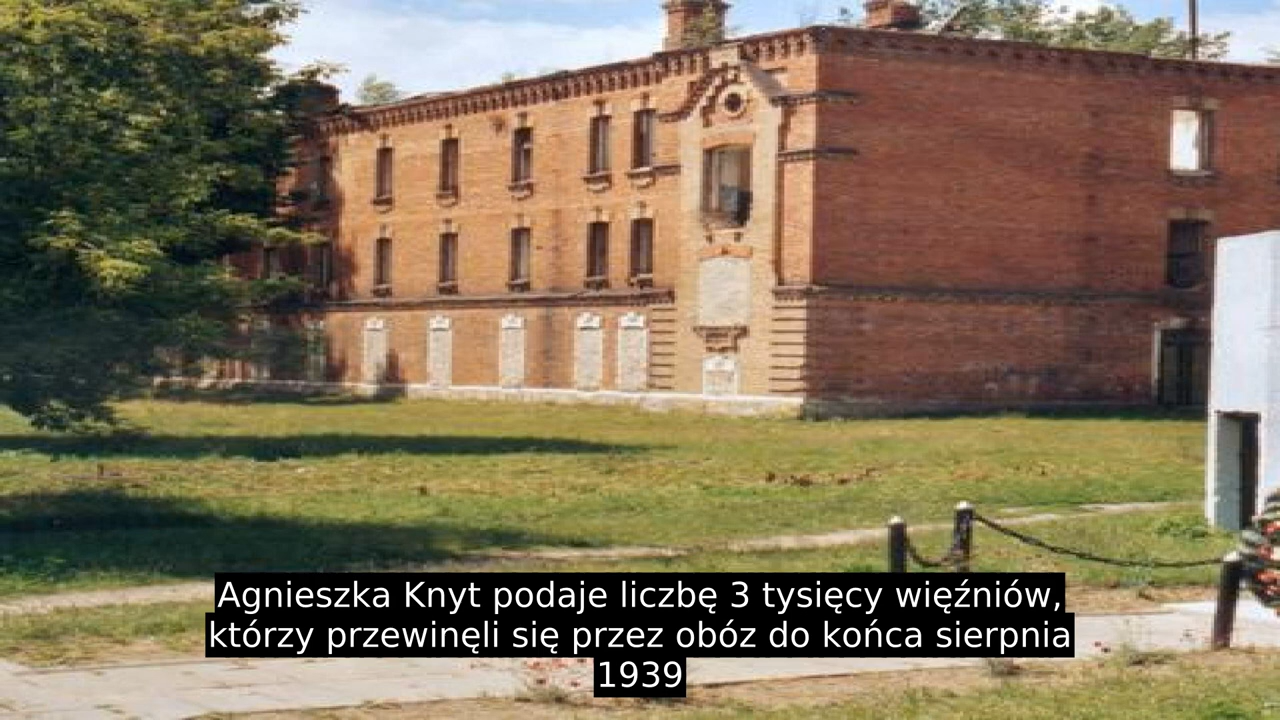 Agnieszka Knyt podaje liczbę 3 tysięcy więźniów,
którzy przewinęli się przez obóz do końca sierpnia
1939